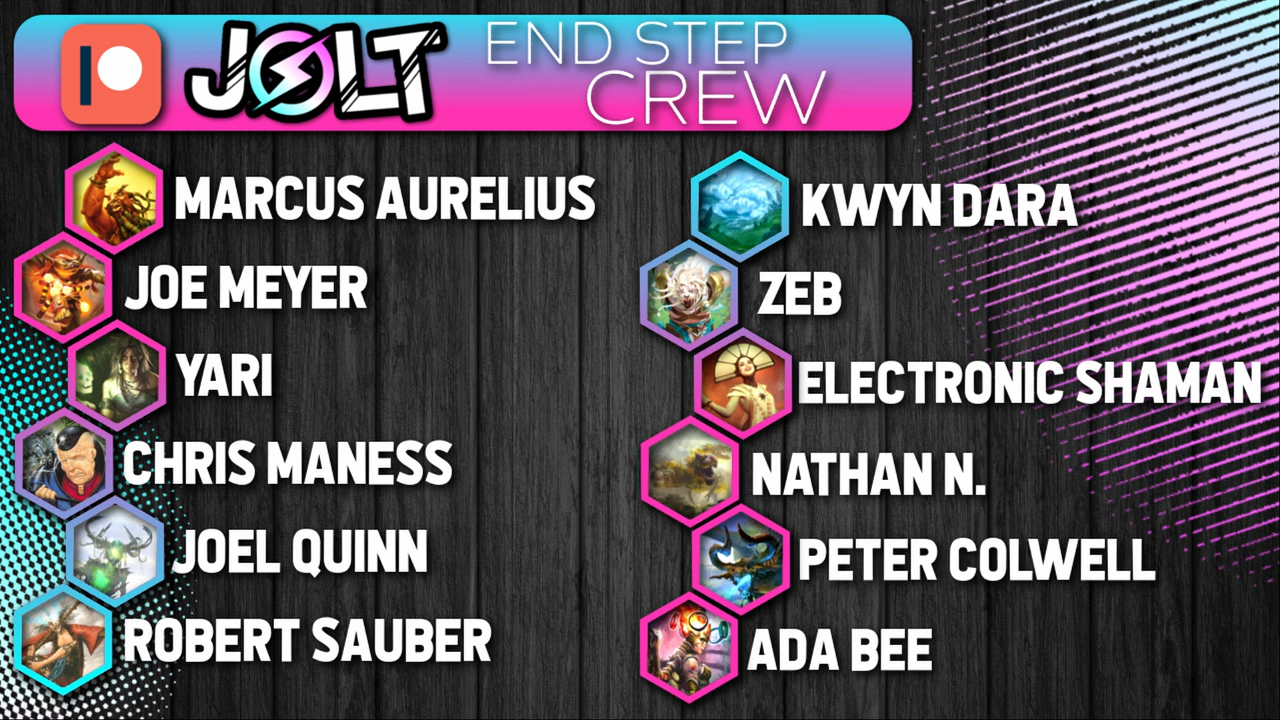 JOLT
END STEP
CREW
MARCUS AURELIUS
JOE MEYER
YARI
CHRIS MANESS
JOEL QUINN
ROBERT SAUBER
KWYN DARA
ZEB
ELECTRONIC SHAMAN
NATHAN N.
PETER COLWELL
ADA BEE